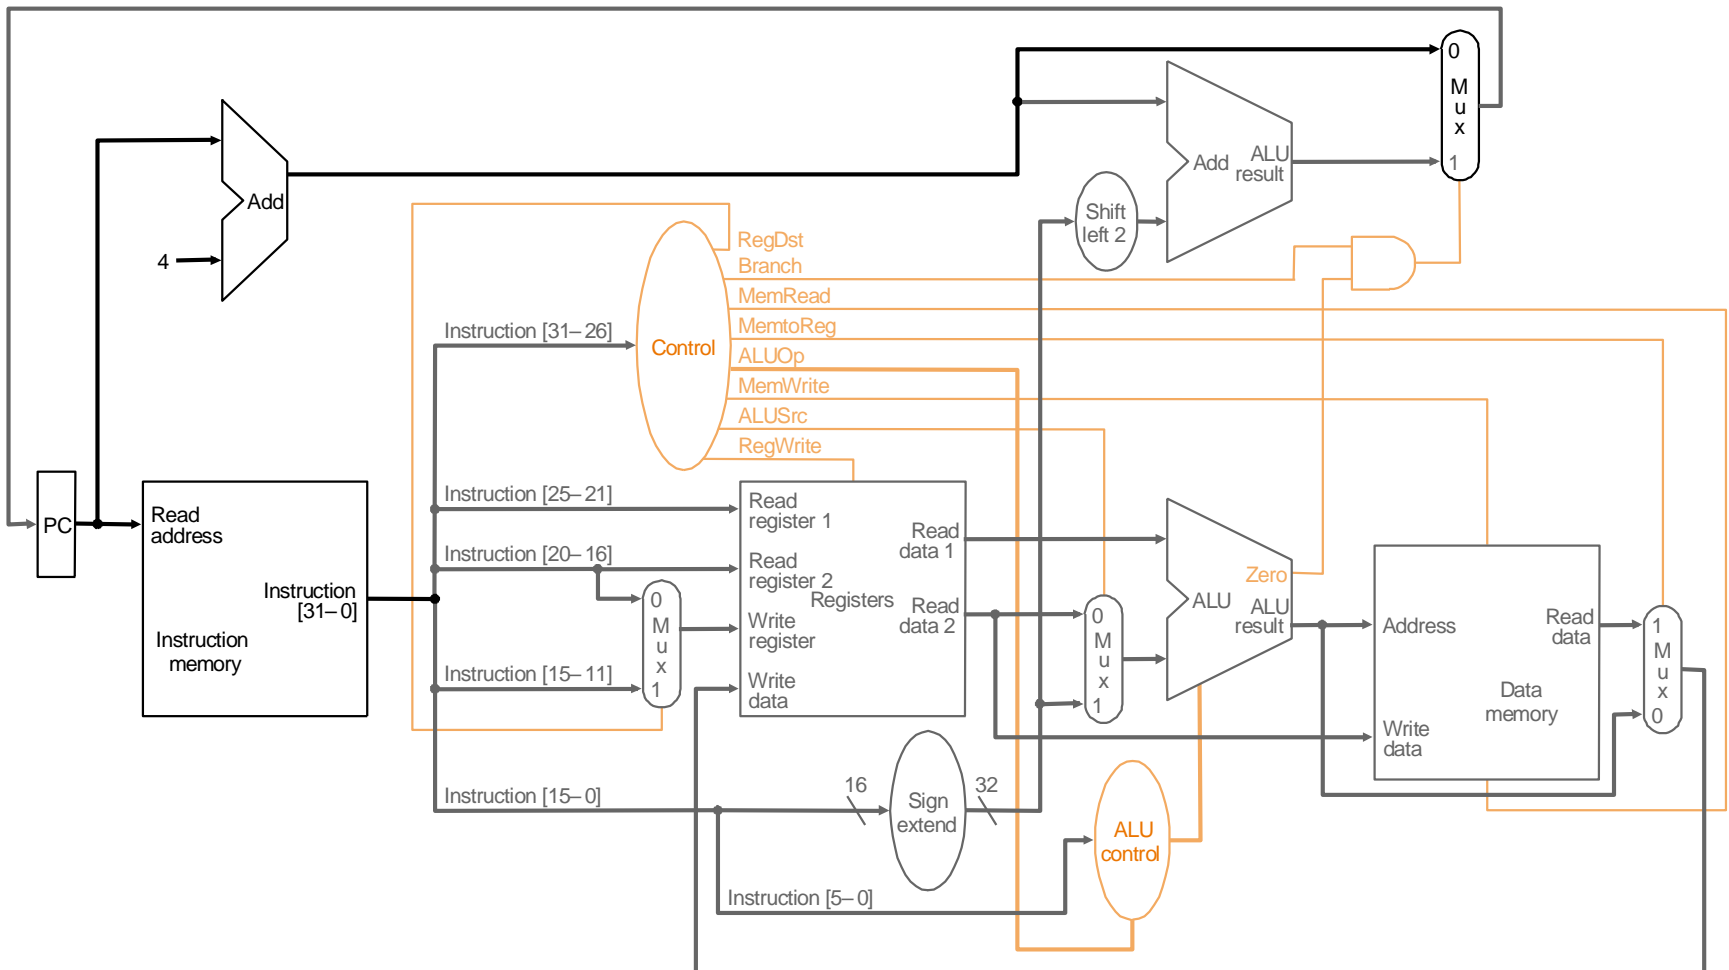 0
M
u
x
1
Add
ALU
result
Shift
left 2
Add
4
RegDst
Branch
MemRead
MemtoReg
ALUOp
MemWrite
ALUSrc
RegWrite
Control
Instruction [31–26]
Instruction [25–21]
Instruction [20–16]
Instruction [15–11]
Instruction [15–0]
Instruction [5–0]
PC
Read
address
Instruction
[31–0]
Instruction
memory
0
M
u
x
1
Read
register 1
Read
register 2
Registers
Write
register
Write
data
Read
data 1
Read
data 2
0
M
u
x
1
Zero
ALU
ALU
result
Address
Read
data
Data
memory
Write
data
1
M
u
x
0
16
Sign
extend
32
ALU
control